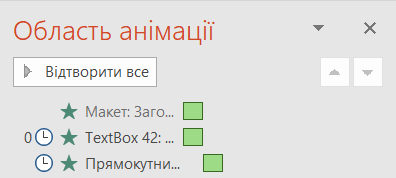 Область анімації
Відтворити все
Макет: Заго...
0 TextBox 42: ...
Прямокутни...